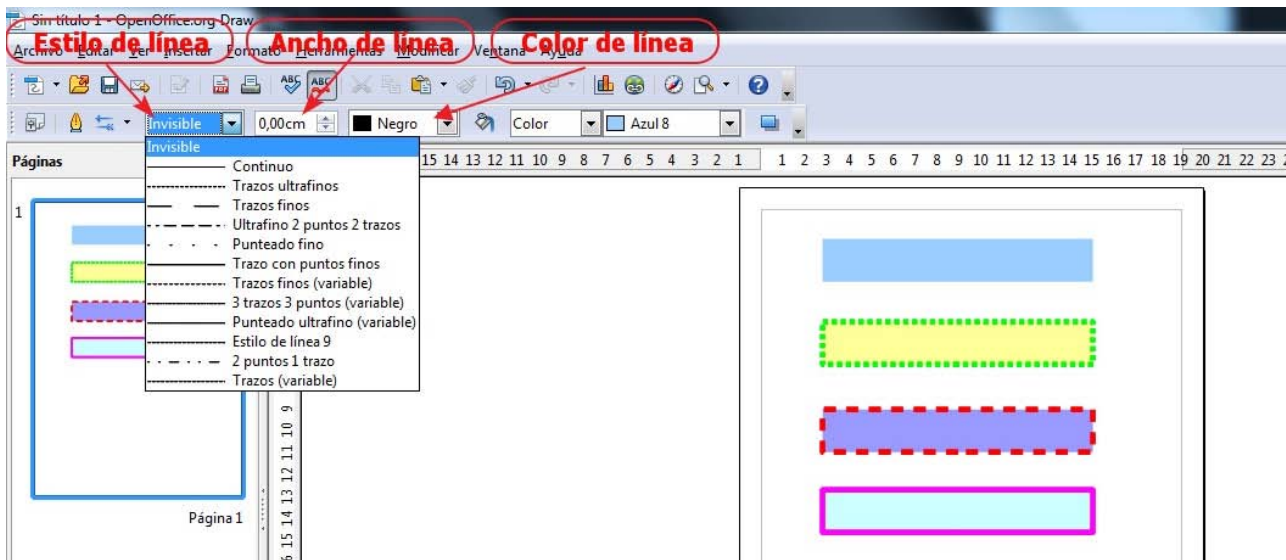 Sin título 1 - OpenOffice.org Draw
Estilo de línea Ancho de línea Color de línea
Archivo Editar Ver Insertar Formato Herramientas Modificar Ventana Ayuda
ABC ABC
Invisible 0,00cm Negro Color Azul 8
Páginas
15 14 13 12 11 10 9 8 7 6 5 4 3 2 1 1 2 3 4 5 6 7 8 9 10 11 12 13 14 15 16 17 18 19 20 21 22 23
Invisible
Continuo
Trazos ultrafinos
Trazos finos
Ultrafino 2 puntos 2 trazos
Punteado fino
Trazo con puntos finos
Trazos finos (variable)
3 trazos 3 puntos (variable)
Punteado ultrafino (variable)
Estilo de línea 9
2 puntos 1 trazo
Trazos (variable)
1
Página 1
9
10
11
12
13
14
15